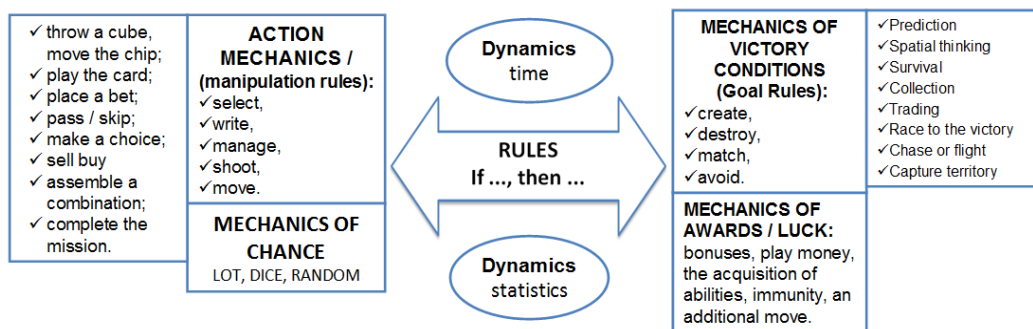 ✓ throw a cube,
move the chip;
✓ play the card;
✓ place a bet;
✓ pass / skip;
✓ make a choice;
✓ sell buy
✓ assemble a
combination;
✓ complete the
mission.
ACTION
MECHANICS /
(manipulation rules):
✓select,
✓write,
✓manage,
✓shoot,
✓move.
MECHANICS OF
CHANCE
LOT, DICE, RANDOM
Dynamics
time
RULES
If ..., then ...
Dynamics
statistics
MECHANICS OF
VICTORY
CONDITIONS
(Goal Rules):
✓create,
✓destroy,
✓match,
✓avoid.
MECHANICS OF
AWARDS / LUCK:
bonuses, play money,
the acquisition of
abilities, immunity, an
additional move.
✓Prediction
✓Spatial thinking
✓Survival
✓Collection
✓Trading
✓Race to the victory
✓Chase or flight
✓Capture territory